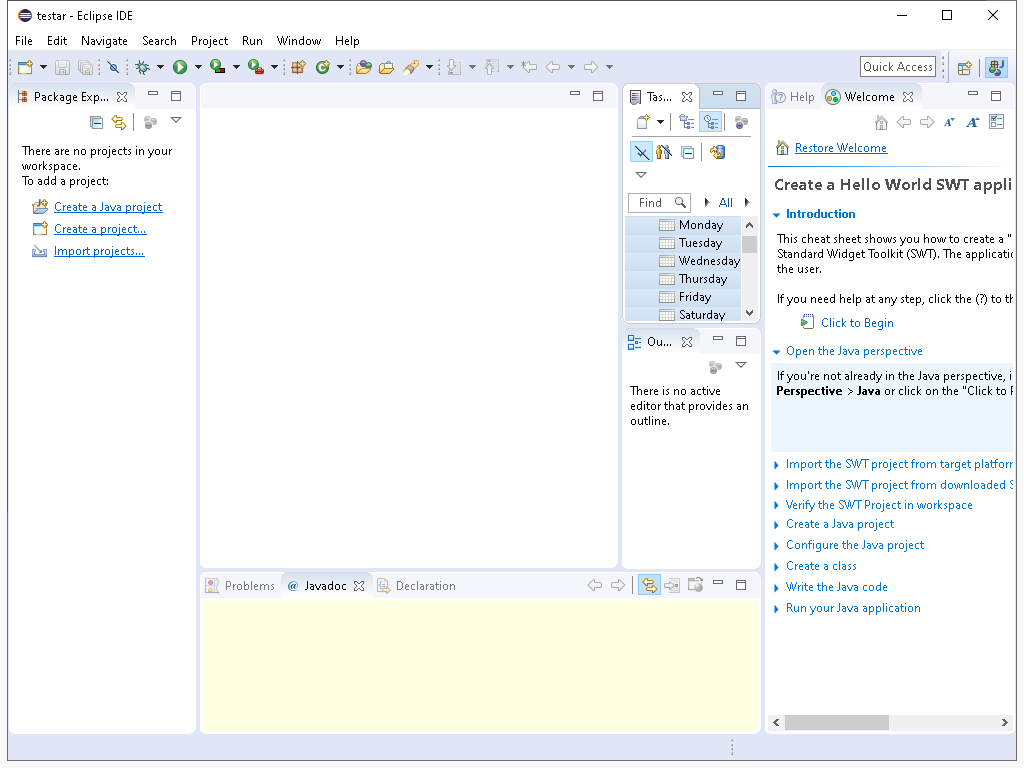 testar - Eclipse IDE
File Edit Navigate Search Project Run Window Help
Quick Access
Package Exp...
There are no projects in your
workspace.
To add a project:
Create a Java project
Create a project...
Import projects...
Tas...
Find
All
Monday
Tuesday
Wednesday
Thursday
Friday
Saturday
Ou...
There is no active
editor that provides an
outline.
Problems @ Javadoc Declaration
Help Welcome
Restore Welcome
Create a Hello World SWT appli
Introduction
This cheat sheet shows you how to create a "
Standard Widget Toolkit (SWT). The applicatio
the user.
If you need help at any step, click the (?) to th
Click to Begin
Open the Java perspective
If you're not already in the Java perspective, i
Perspective > Java or click on the "Click to P
Import the SWT project from target platform
Import the SWT project from downloaded S
Verify the SWT Project in workspace
Create a Java project
Configure the Java project
Create a class
Write the Java code
Run your Java application